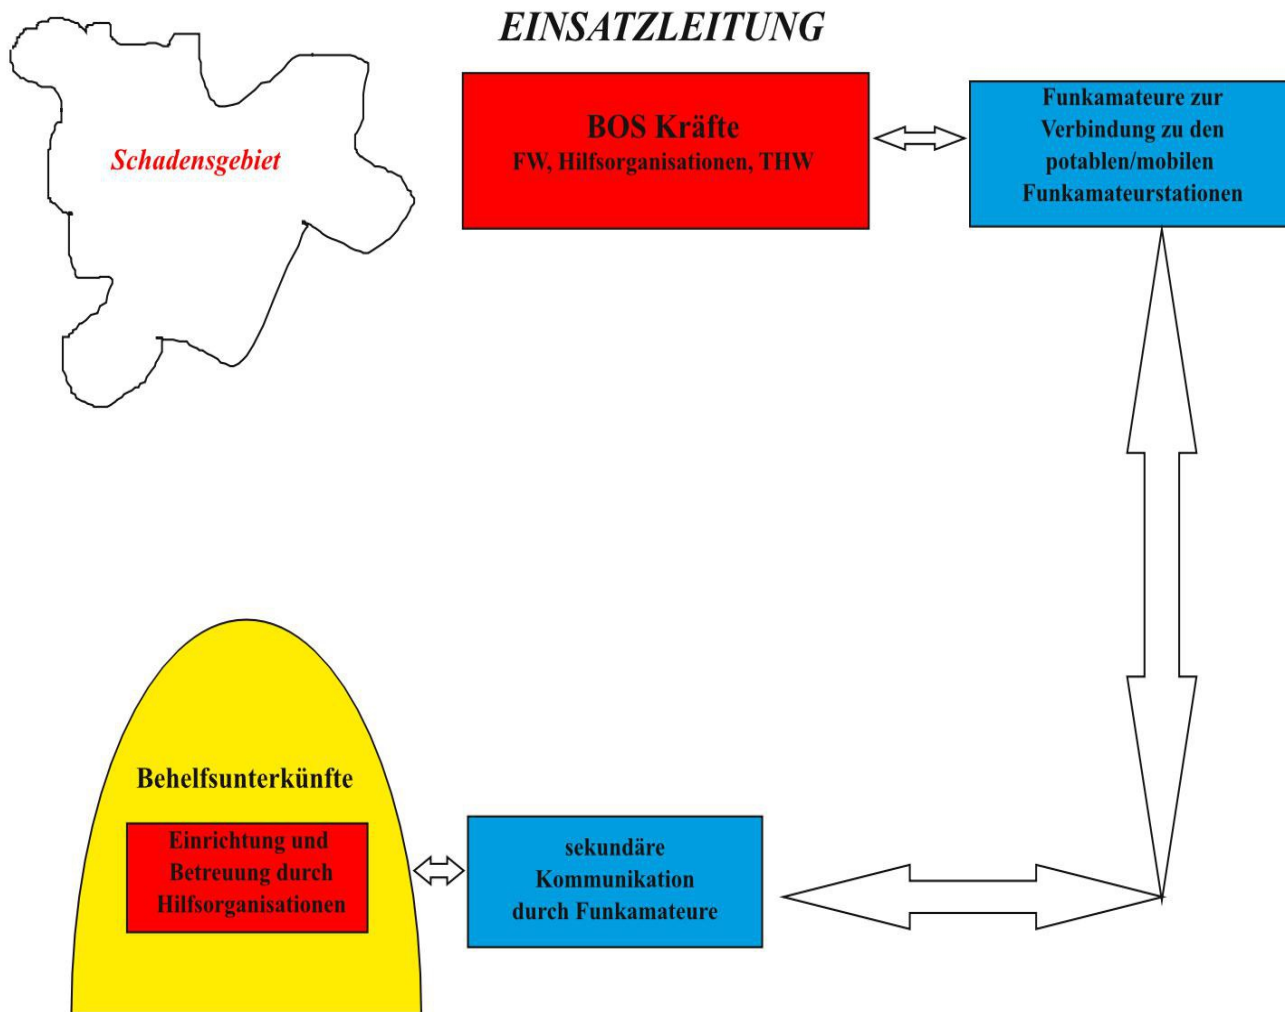 EINSATZLEITUNG
Schadensgebiet
BOS Kräfte
FW, Hilfsorganisationen, THW
Funkamateure zur
Verbindung zu den
potablen/mobilen
Funkamateurstationen
Behelfsunterkünfte
Einrichtung und
Betreuung durch
Hilfsorganisationen
sekundäre
Kommunikation
durch Funkamateure